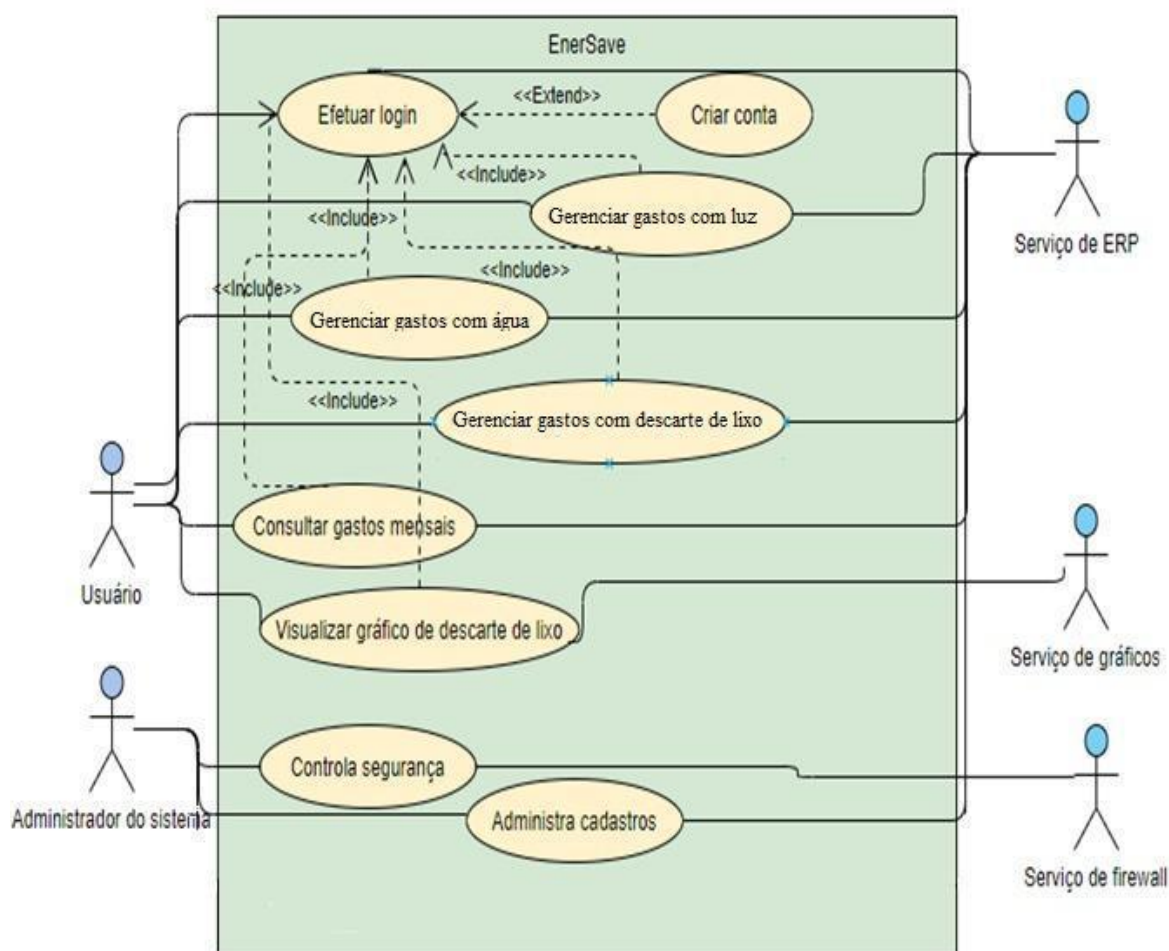 EnerSave
Efetuar login
<<Extend>>
Criar conta
<<Include>>
<<Include>>
Gerenciar gastos com luz
Serviço de ERP
<<Include>>
<<Include>>
Gerenciar gastos com água
<<Include>>
Gerenciar gastos com descarte de lixo
Consultar gastos mensais
Usuário
Visualizar gráfico de descarte de lixo
Serviço de gráficos
Controla segurança
Administrador do sistema
Administra cadastros
Serviço de firewall